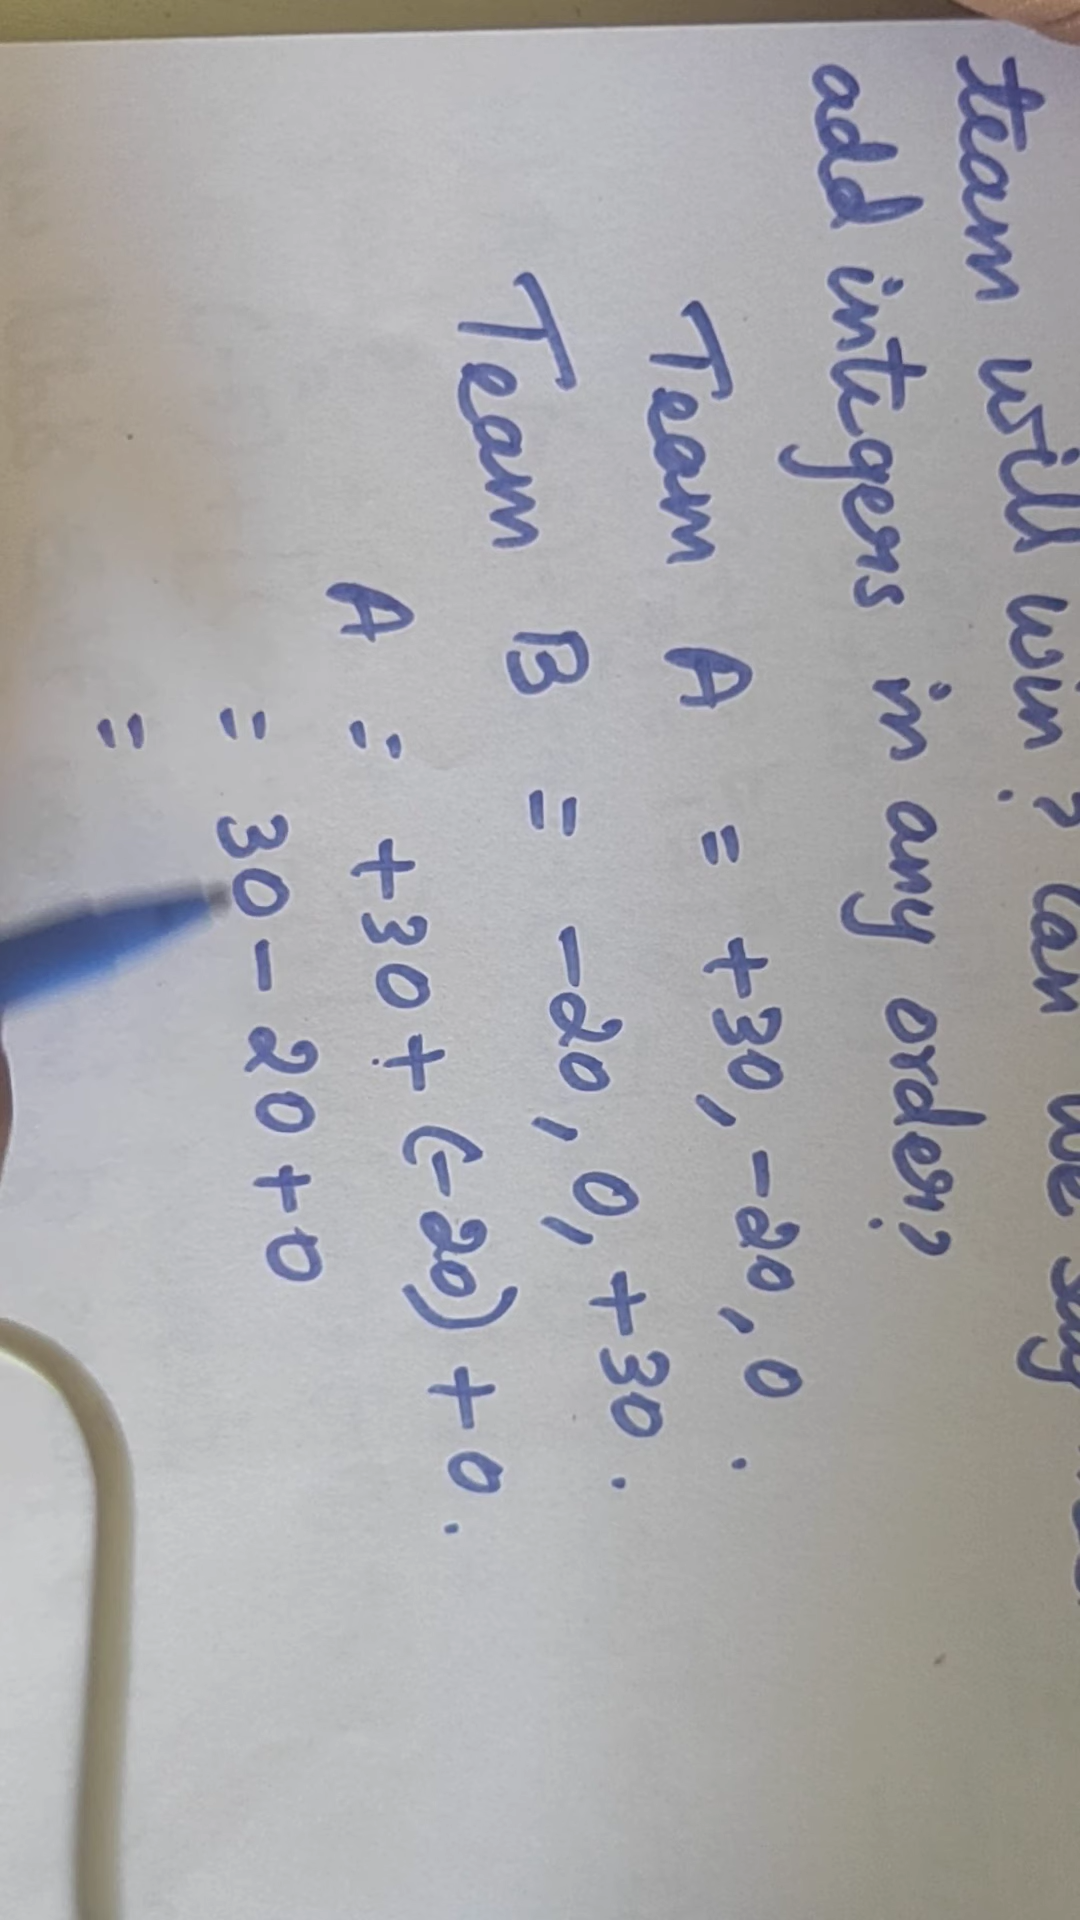 team will win? Can we say
add intigers in any order?
Team A = +30, -20, 0.
Team B = -20, 0, +30.
A = +30 + (-20) + 0.
= 30 - 20 + 0
=